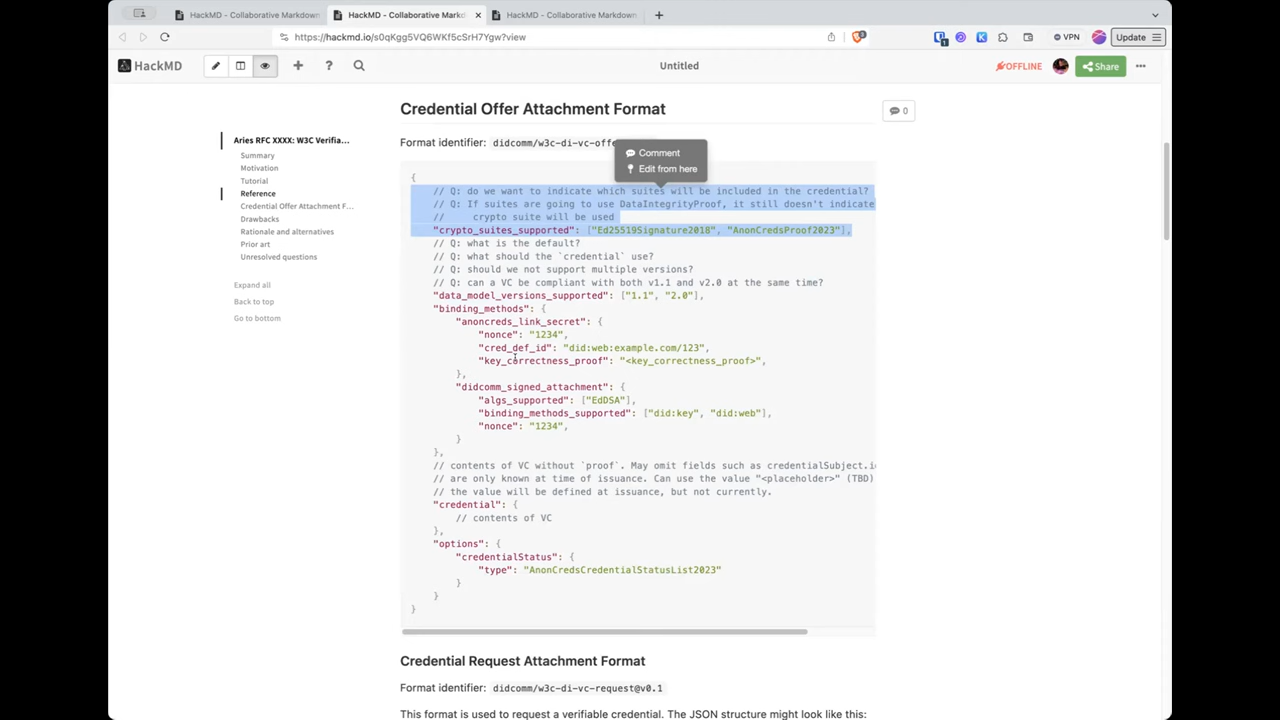 HackMD - Collaborative Markdown
HackMD - Collaborative Markd
HackMD - Collaborative Markdown
https://hackmd.io/s0qKgg5VQ6WKf5cSrH7Ygw?view
VPN
Update
HackMD
Untitled
OFFLINE
Share
Credential Offer Attachment Format
0
Format identifier: didcomm/w3c-di-vc-offe
Comment
Edit from here
Aries RFC XXXX: W3C Verifia...
Summary
Motivation
Tutorial
Reference
Credential Offer Attachment F...
Drawbacks
Rationale and alternatives
Prior art
Unresolved questions
Expand all
Back to top
Go to bottom
{
// Q: do we want to indicate which suites will be included in the credential?
// Q: If suites are going to use DataIntegrityProof, it still doesn't indicate
// crypto suite will be used
"crypto_suites_supported": ["Ed25519Signature2018", "AnonCredsProof2023"],
// Q: what is the default?
// Q: what should the `credential` use?
// Q: should we not support multiple versions?
// Q: can a VC be compliant with both v1.1 and v2.0 at the same time?
"data_model_versions_supported": ["1.1", "2.0"],
"binding_methods": {
"anoncreds_link_secret": {
"nonce": "1234",
"cred_def_id": "did:web:example.com/123",
"key_correctness_proof": "<key_correctness_proof>",
},
"didcomm_signed_attachment": {
"algs_supported": ["EdDSA"],
"binding_methods_supported": ["did:key", "did:web"],
"nonce": "1234",
}
},
// contents of VC without `proof`. May omit fields such as credentialSubject.i
// are only known at time of issuance. Can use the value "<placeholder>" (TBD)
// the value will be defined at issuance, but not currently.
"credential": {
// contents of VC
},
"options": {
"credentialStatus": {
"type": "AnonCredsCredentialStatusList2023"
}
}
}
Credential Request Attachment Format
Format identifier: didcomm/w3c-di-vc-request@v0.1
This format is used to request a verifiable credential. The JSON structure might look like this: